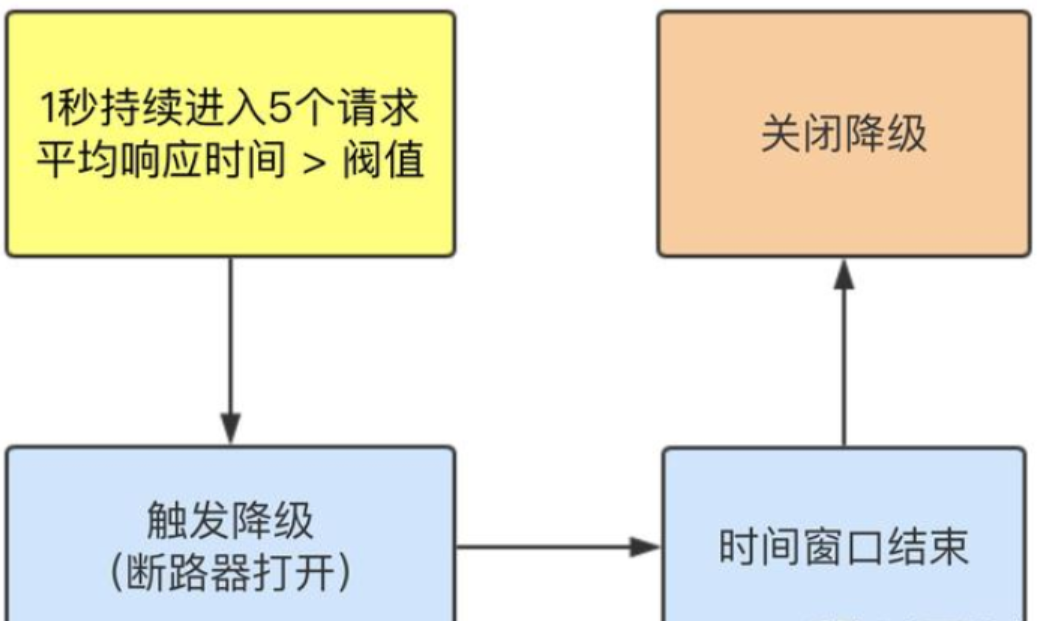 1秒持续进入5个请求
平均响应时间 > 阀值
关闭降级
触发降级
（断路器打开）
时间窗口结束